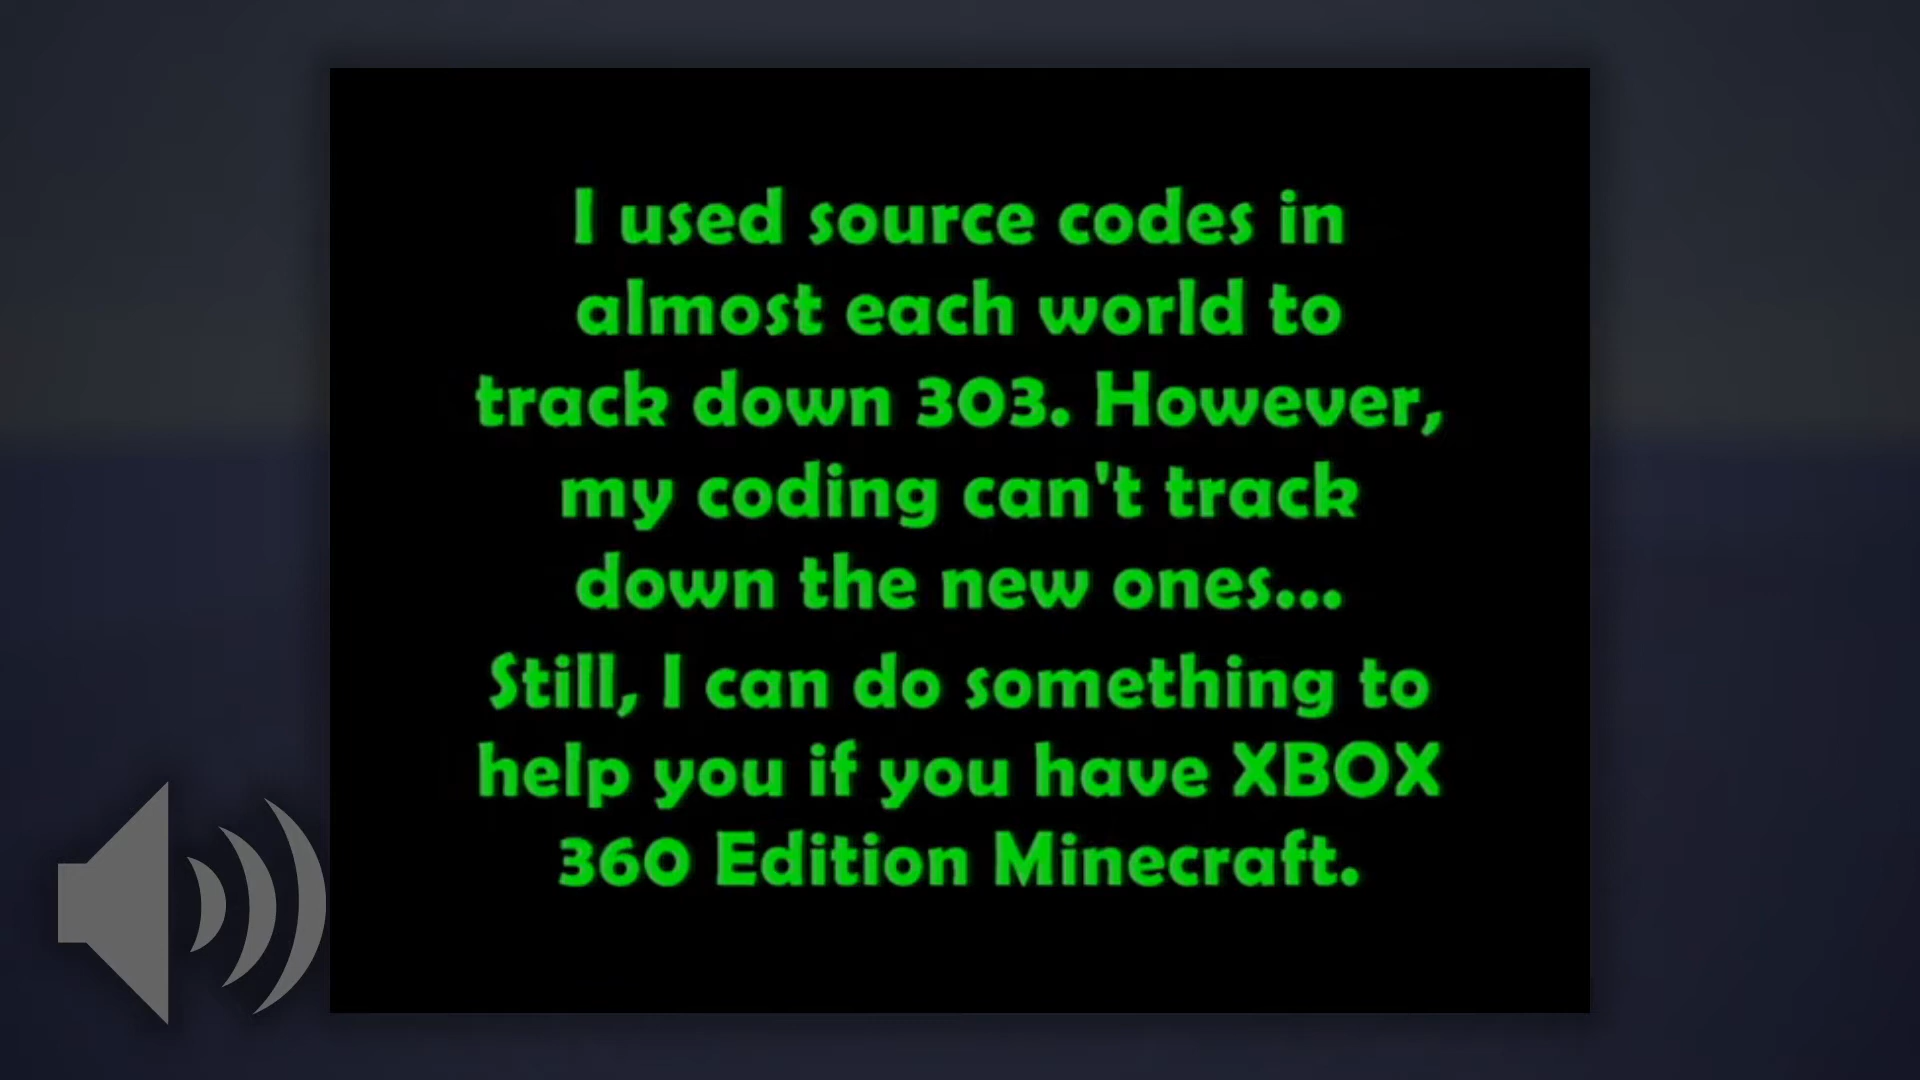 I used source codes in
almost each world to
track down 303. However,
my coding can't track
down the new ones...
Still, I can do something to
help you if you have XBOX
360 Edition Minecraft.